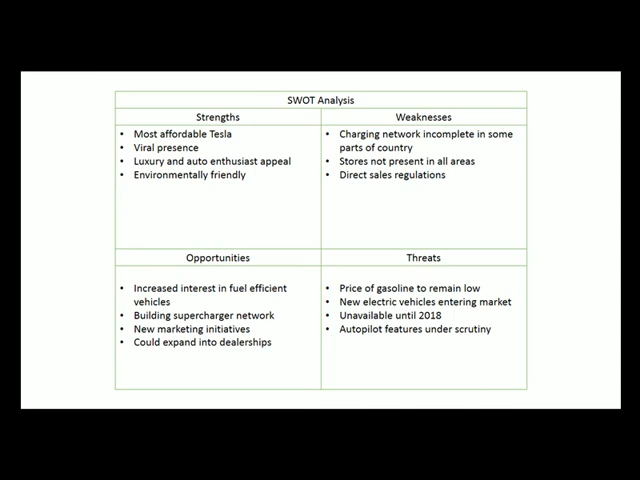 SWOT Analysis
Strengths
Weaknesses
• Most affordable Tesla
• Viral presence
• Luxury and auto enthusiast appeal
• Environmentally friendly
• Charging network incomplete in some
parts of country
• Stores not present in all areas
• Direct sales regulations
Opportunities
Threats
• Increased interest in fuel efficient
vehicles
• Building supercharger network
• New marketing initiatives
• Could expand into dealerships
• Price of gasoline to remain low
• New electric vehicles entering market
• Unavailable until 2018
• Autopilot features under scrutiny